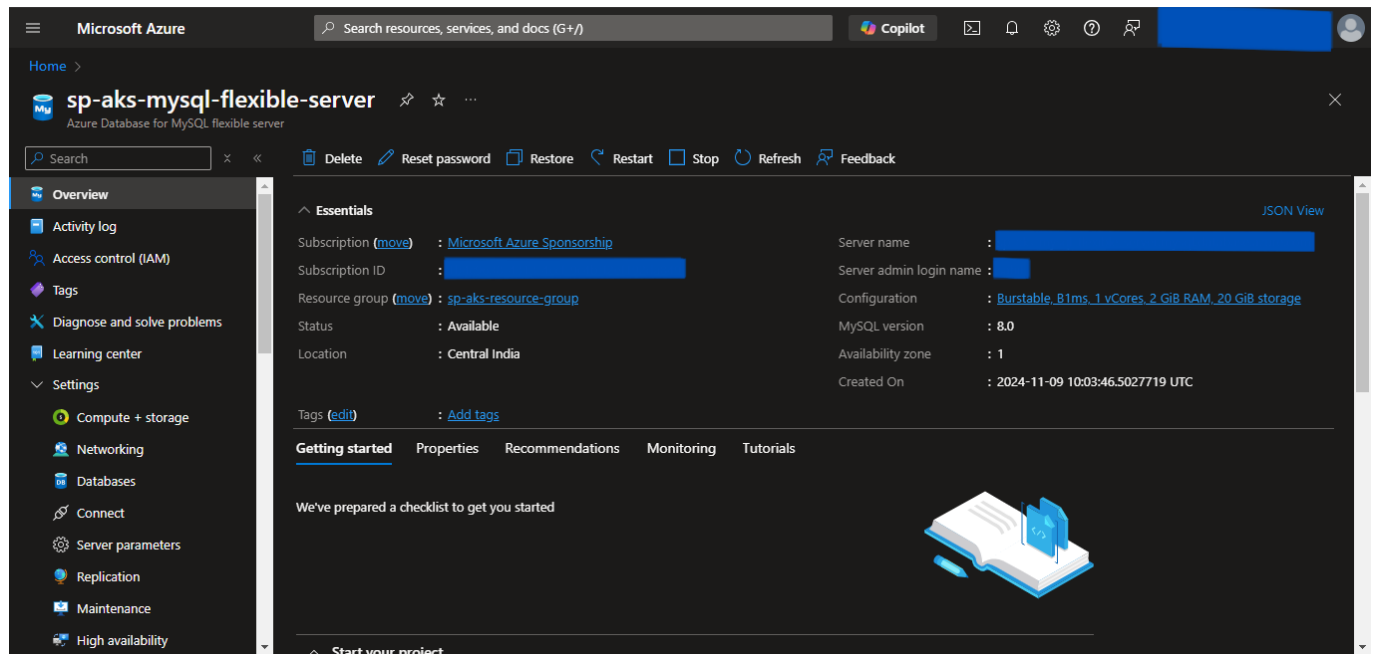 Microsoft Azure
Search resources, services, and docs (G+/)
Copilot
Home >
sp-aks-mysql-flexible-server
Azure Database for MySQL flexible server
Search
Delete Reset password Restore Restart Stop Refresh Feedback
Overview
Activity log
Access control (IAM)
Tags
Diagnose and solve problems
Learning center
Settings
Compute + storage
Networking
Databases
Connect
Server parameters
Replication
Maintenance
High availability
Essentials
JSON View
Subscription (move) : Microsoft Azure Sponsorship
Subscription ID :
Resource group (move) : sp-aks-resource-group
Status : Available
Location : Central India
Server name :
Server admin login name :
Configuration : Burstable, B1ms, 1 vCores, 2 GiB RAM, 20 GiB storage
MySQL version : 8.0
Availability zone : 1
Created On : 2024-11-09 10:03:46.5027719 UTC
Tags (edit) : Add tags
Getting started Properties Recommendations Monitoring Tutorials
We've prepared a checklist to get you started
Start your project